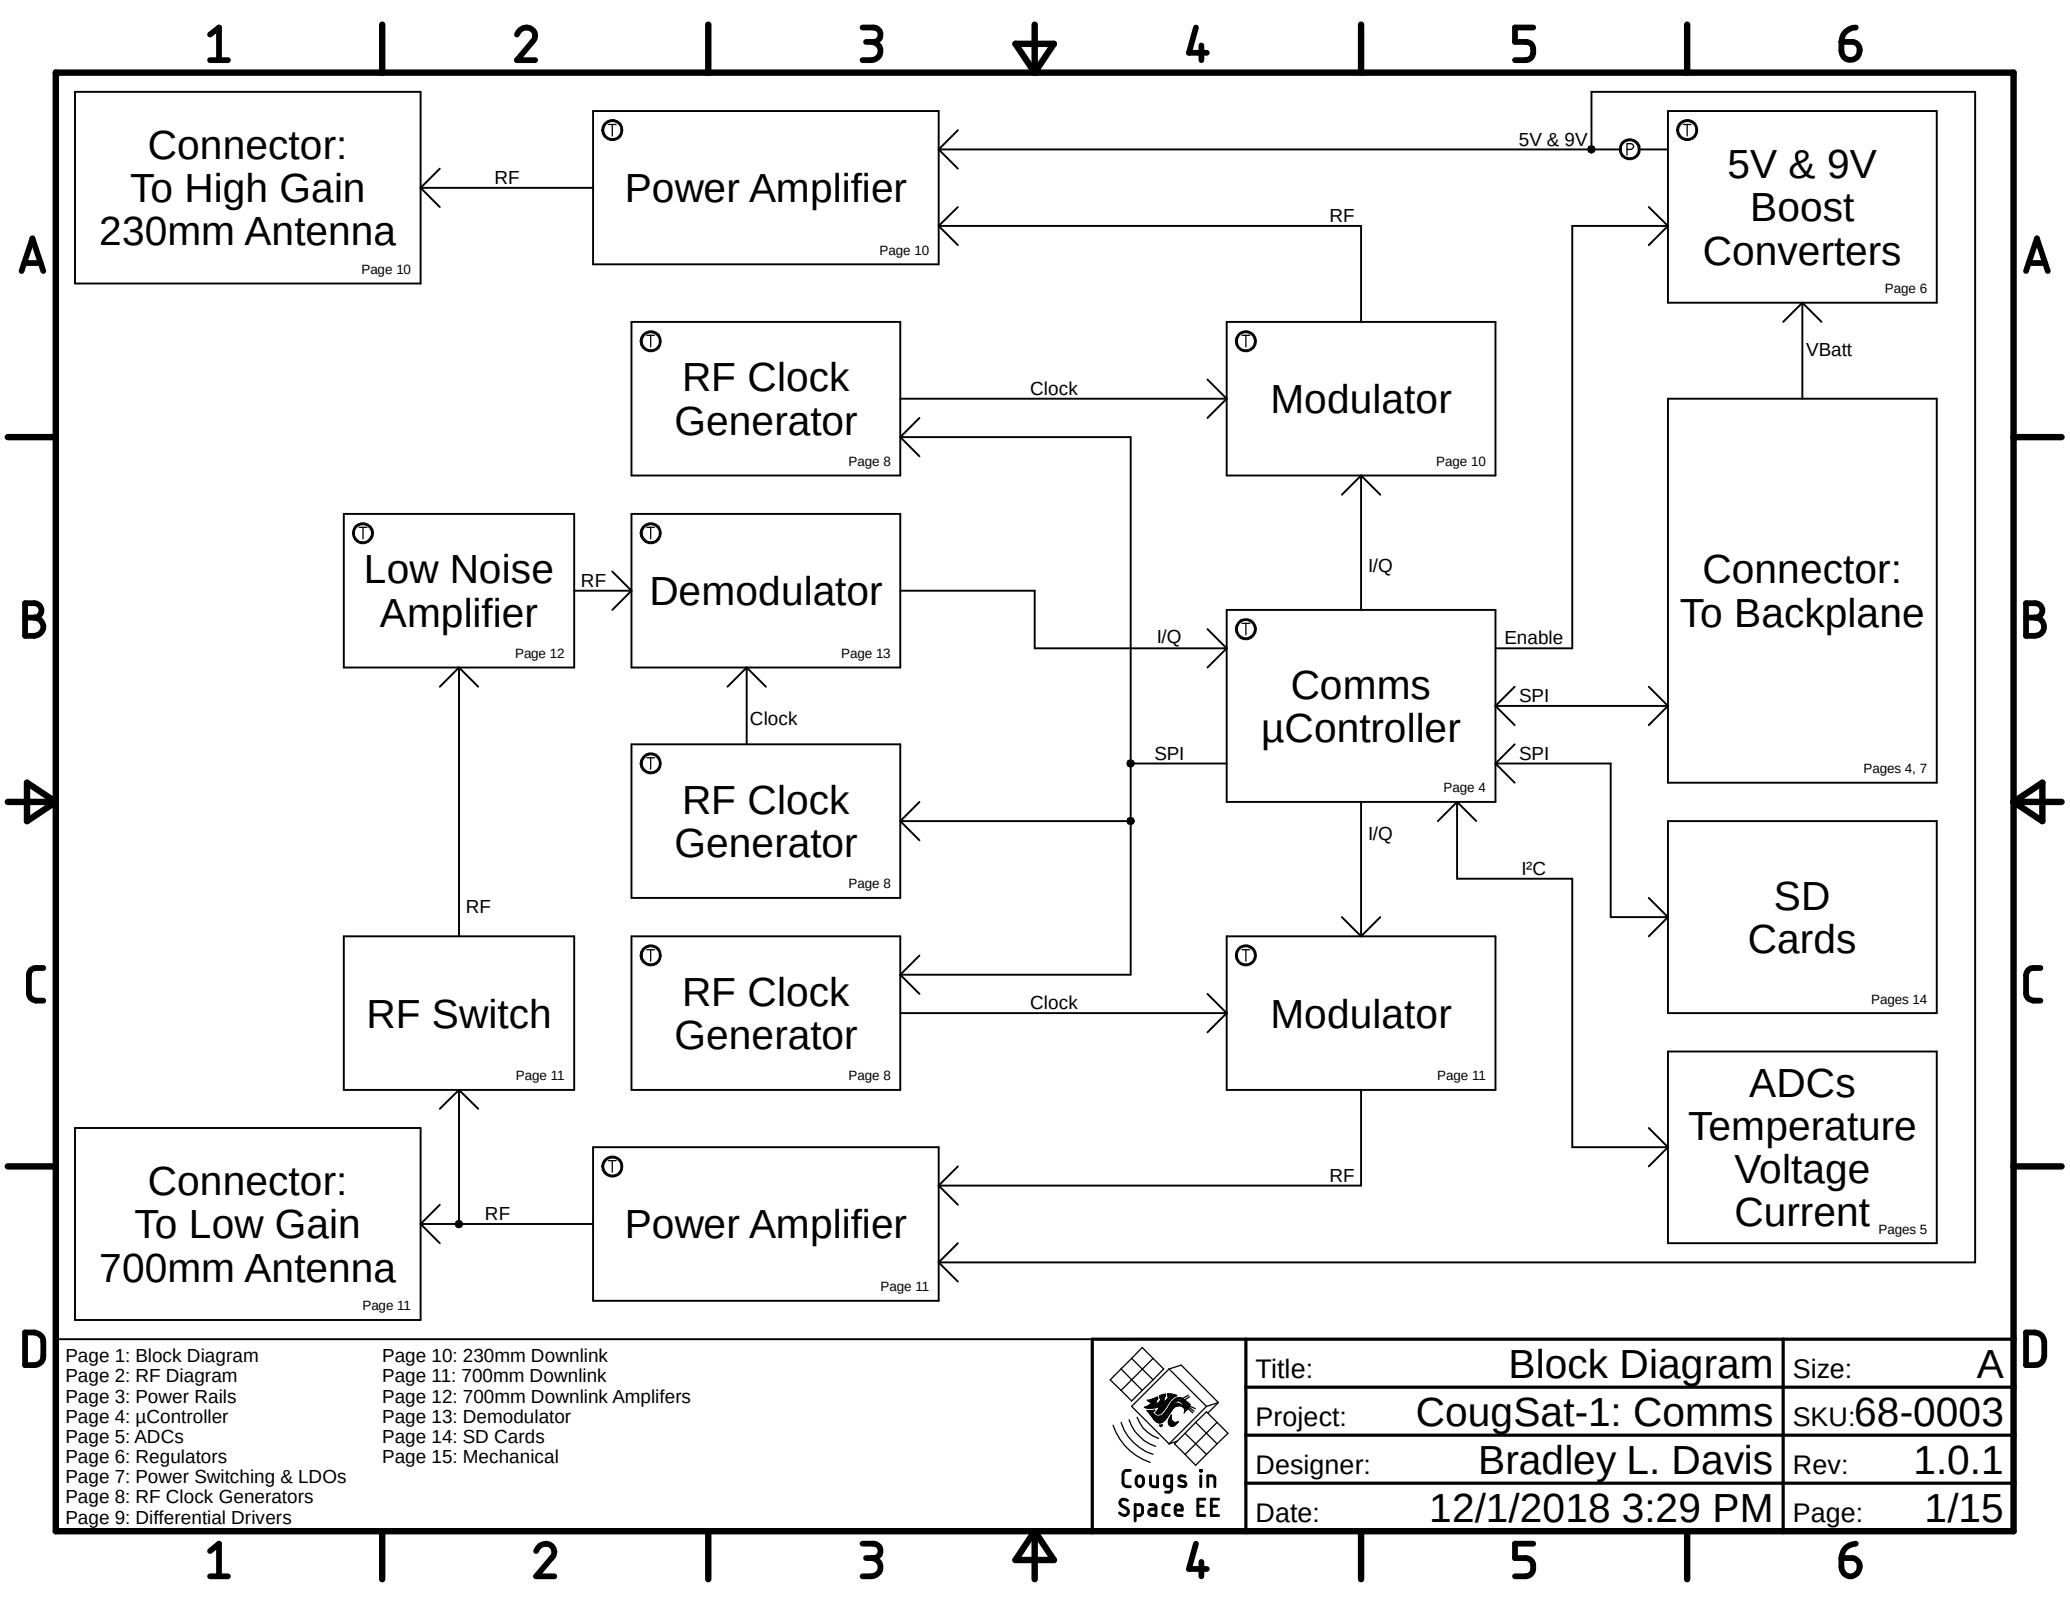 1 2 3 4 5 6
A A
B B
C C
D D
Connector:
To High Gain
230mm Antenna
Page 10
RF
T
Power Amplifier
Page 10
5V & 9V
P
RF
T
5V & 9V
Boost
Converters
Page 6
VBatt
T
RF Clock
Generator
Page 8
Clock
T
Modulator
Page 10
T
Low Noise
Amplifier
Page 12
RF
T
Demodulator
Page 13
I/Q
I/Q
T
Comms
µController
Page 4
Enable
SPI
SPI
SPI
Connector:
To Backplane
Pages 4, 7
Clock
T
RF Clock
Generator
Page 8
I/Q
I²C
SD
Cards
Pages 14
RF
RF Switch
Page 11
T
RF Clock
Generator
Page 8
Clock
T
Modulator
Page 11
ADCs
Temperature
Voltage
Current
Pages 5
Connector:
To Low Gain
700mm Antenna
Page 11
RF
T
Power Amplifier
Page 11
RF
Page 1: Block Diagram
Page 2: RF Diagram
Page 3: Power Rails
Page 4: µController
Page 5: ADCs
Page 6: Regulators
Page 7: Power Switching & LDOs
Page 8: RF Clock Generators
Page 9: Differential Drivers
Page 10: 230mm Downlink
Page 11: 700mm Downlink
Page 12: 700mm Downlink Amplifers
Page 13: Demodulator
Page 14: SD Cards
Page 15: Mechanical
Cougs in
Space EE
Title: Block Diagram
Size: A
Project: CougSat-1: Comms
SKU: 68-0003
Designer: Bradley L. Davis
Rev: 1.0.1
Date: 12/1/2018 3:29 PM
Page: 1/15
1 2 3 4 5 6